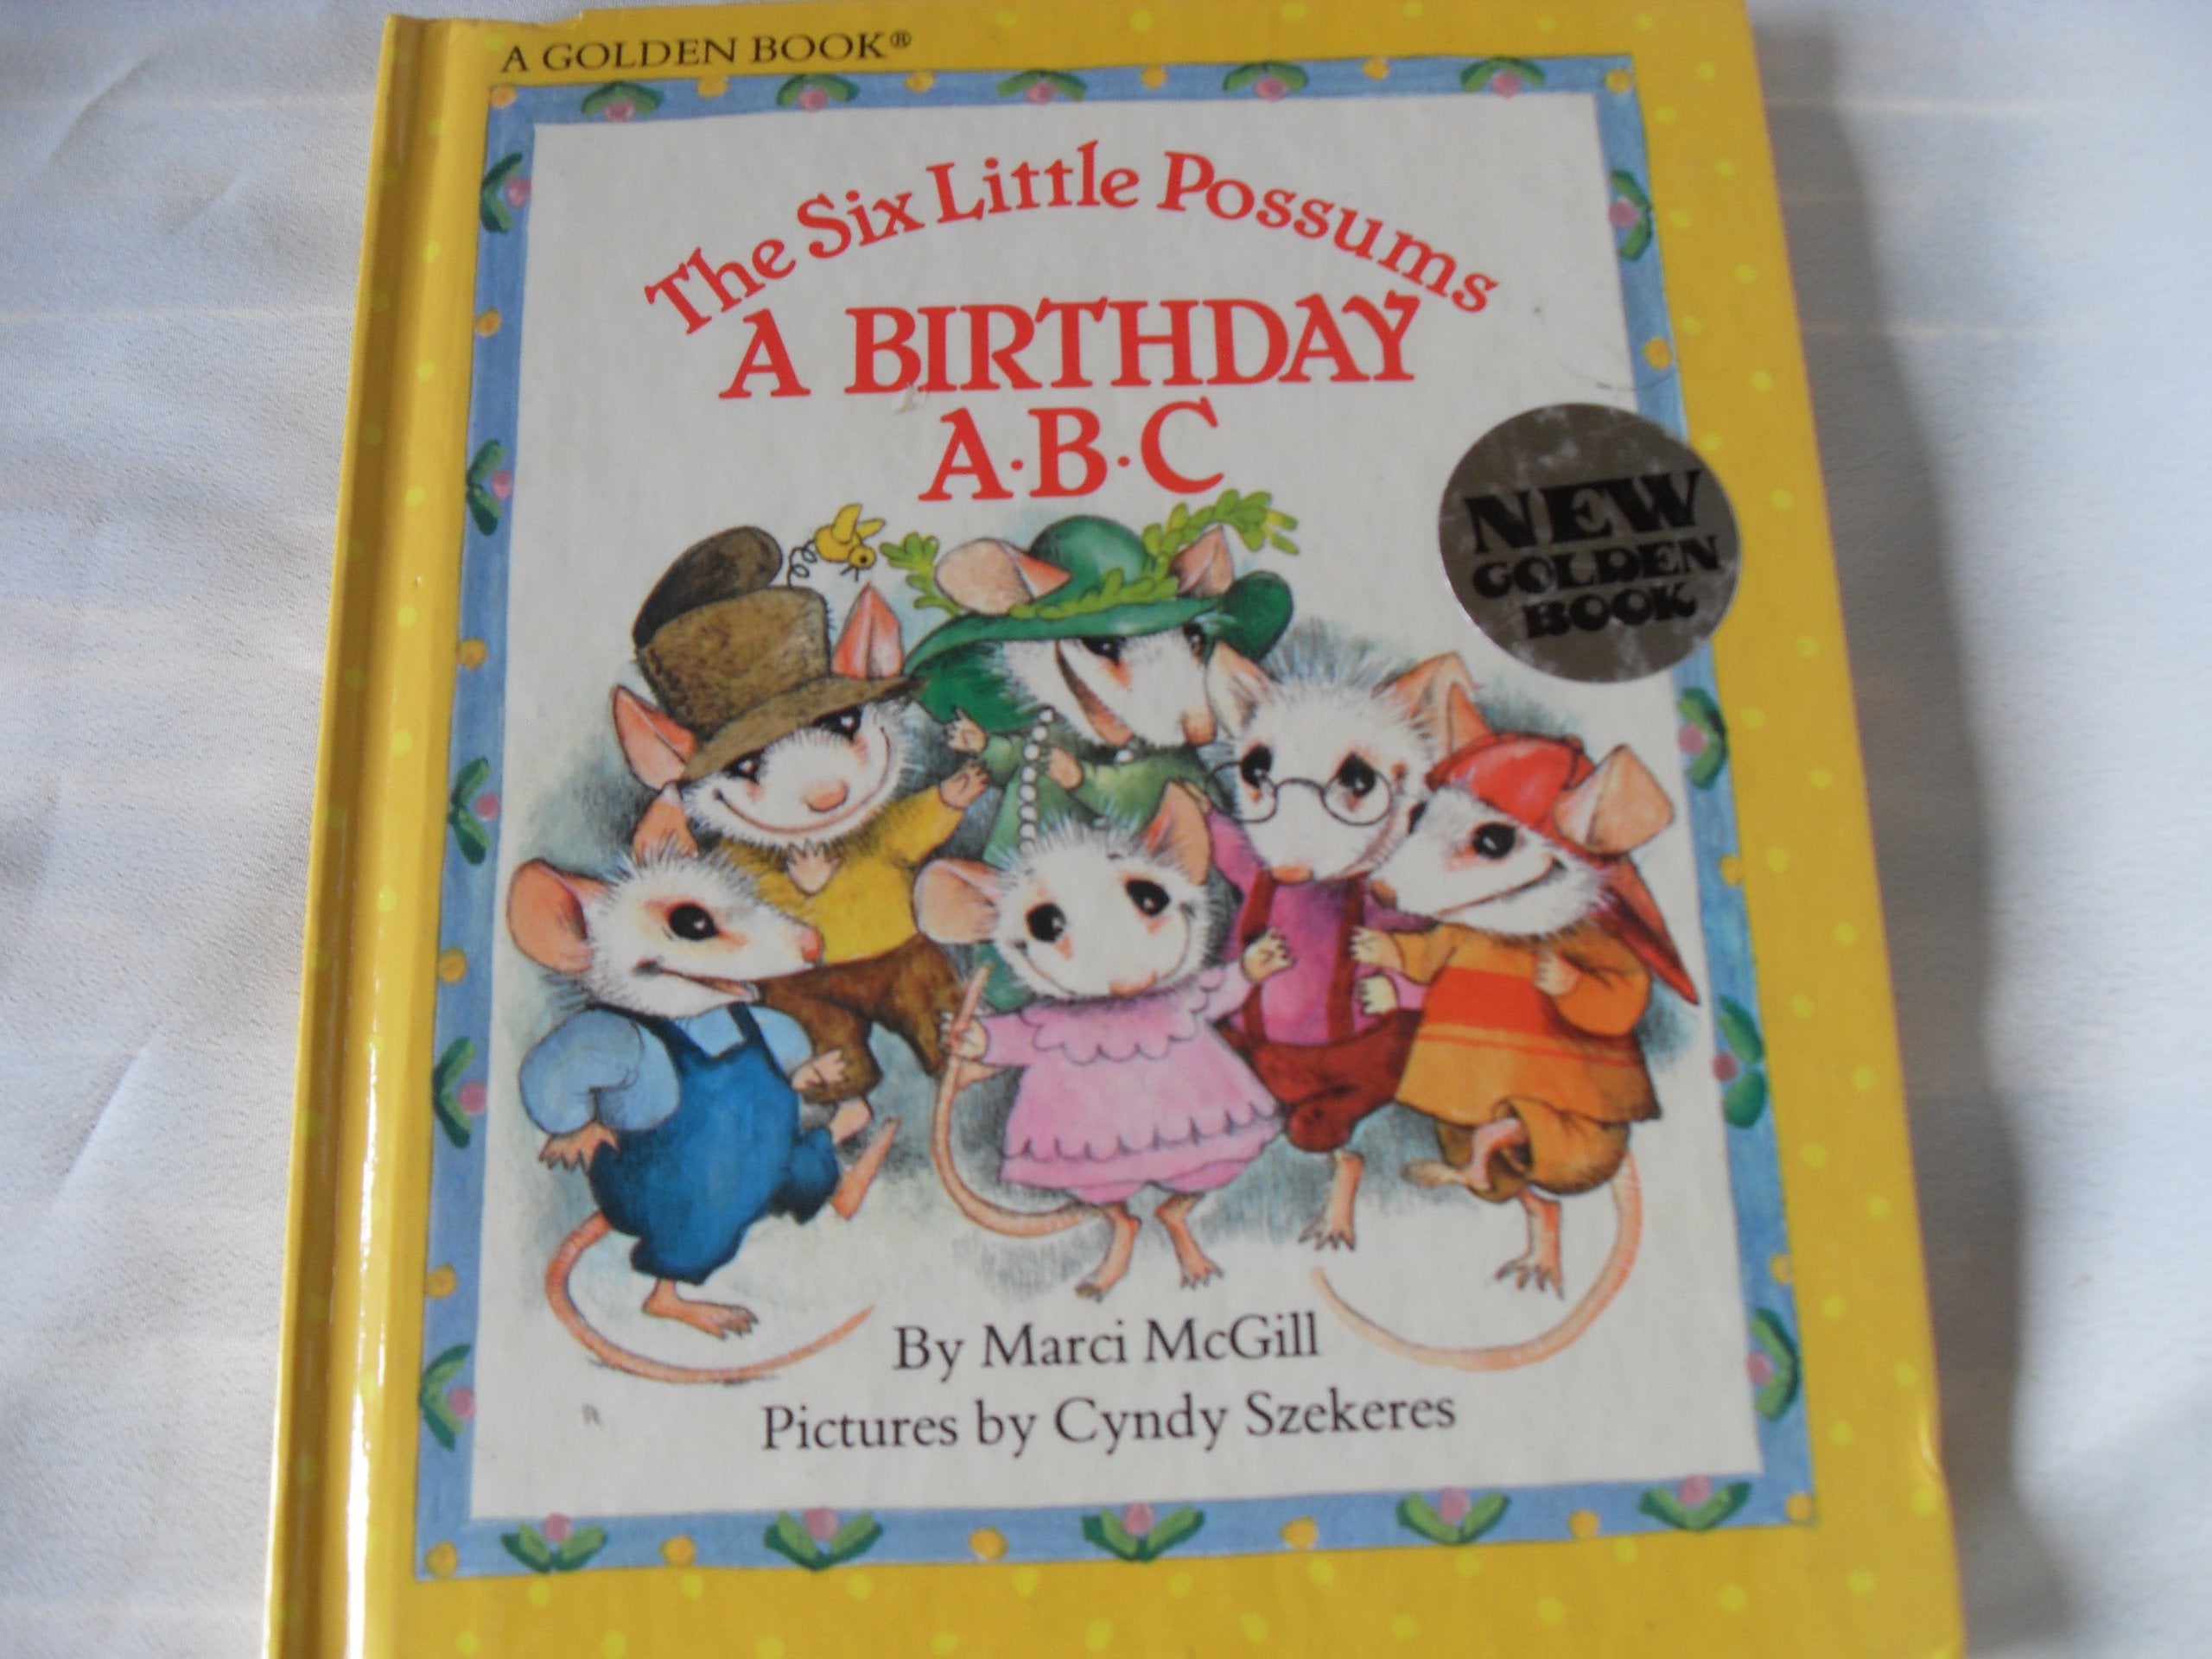 A GOLDEN BOOK®
The Six Little Possums
A BIRTHDAY
A·B·C
NEW
GOLDEN
BOOK
By Marci McGill
Pictures by Cyndy Szekeres